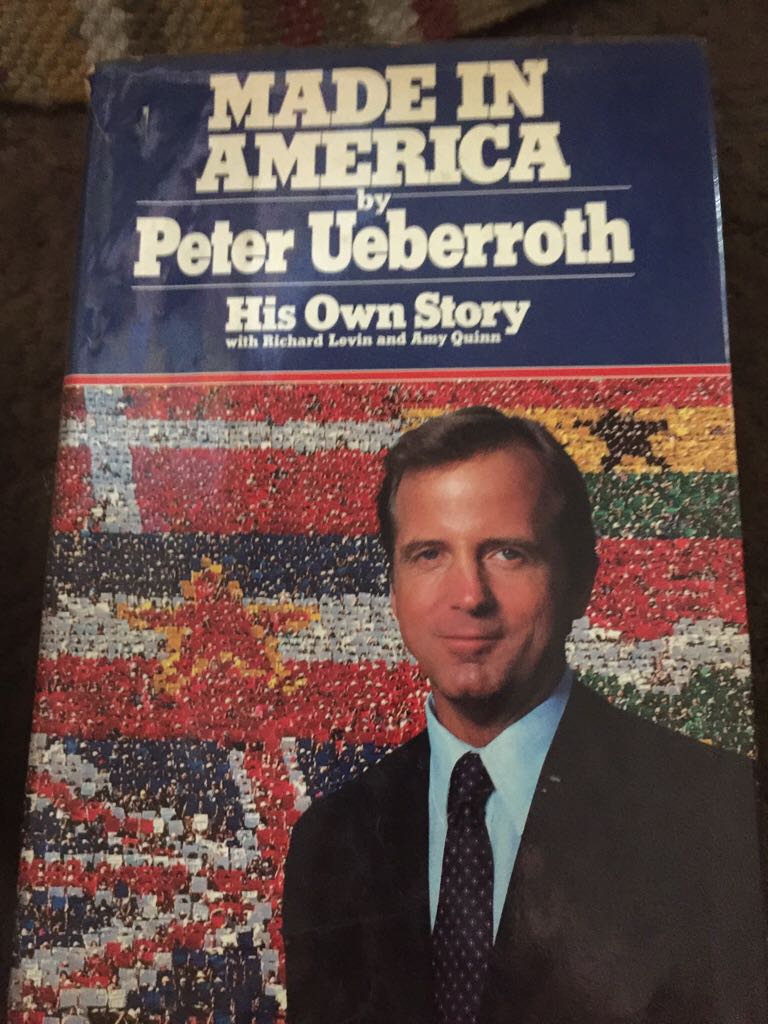 MADE IN
AMERICA
by
Peter Ueberroth
His Own Story
with Richard Levin and Amy Quinn